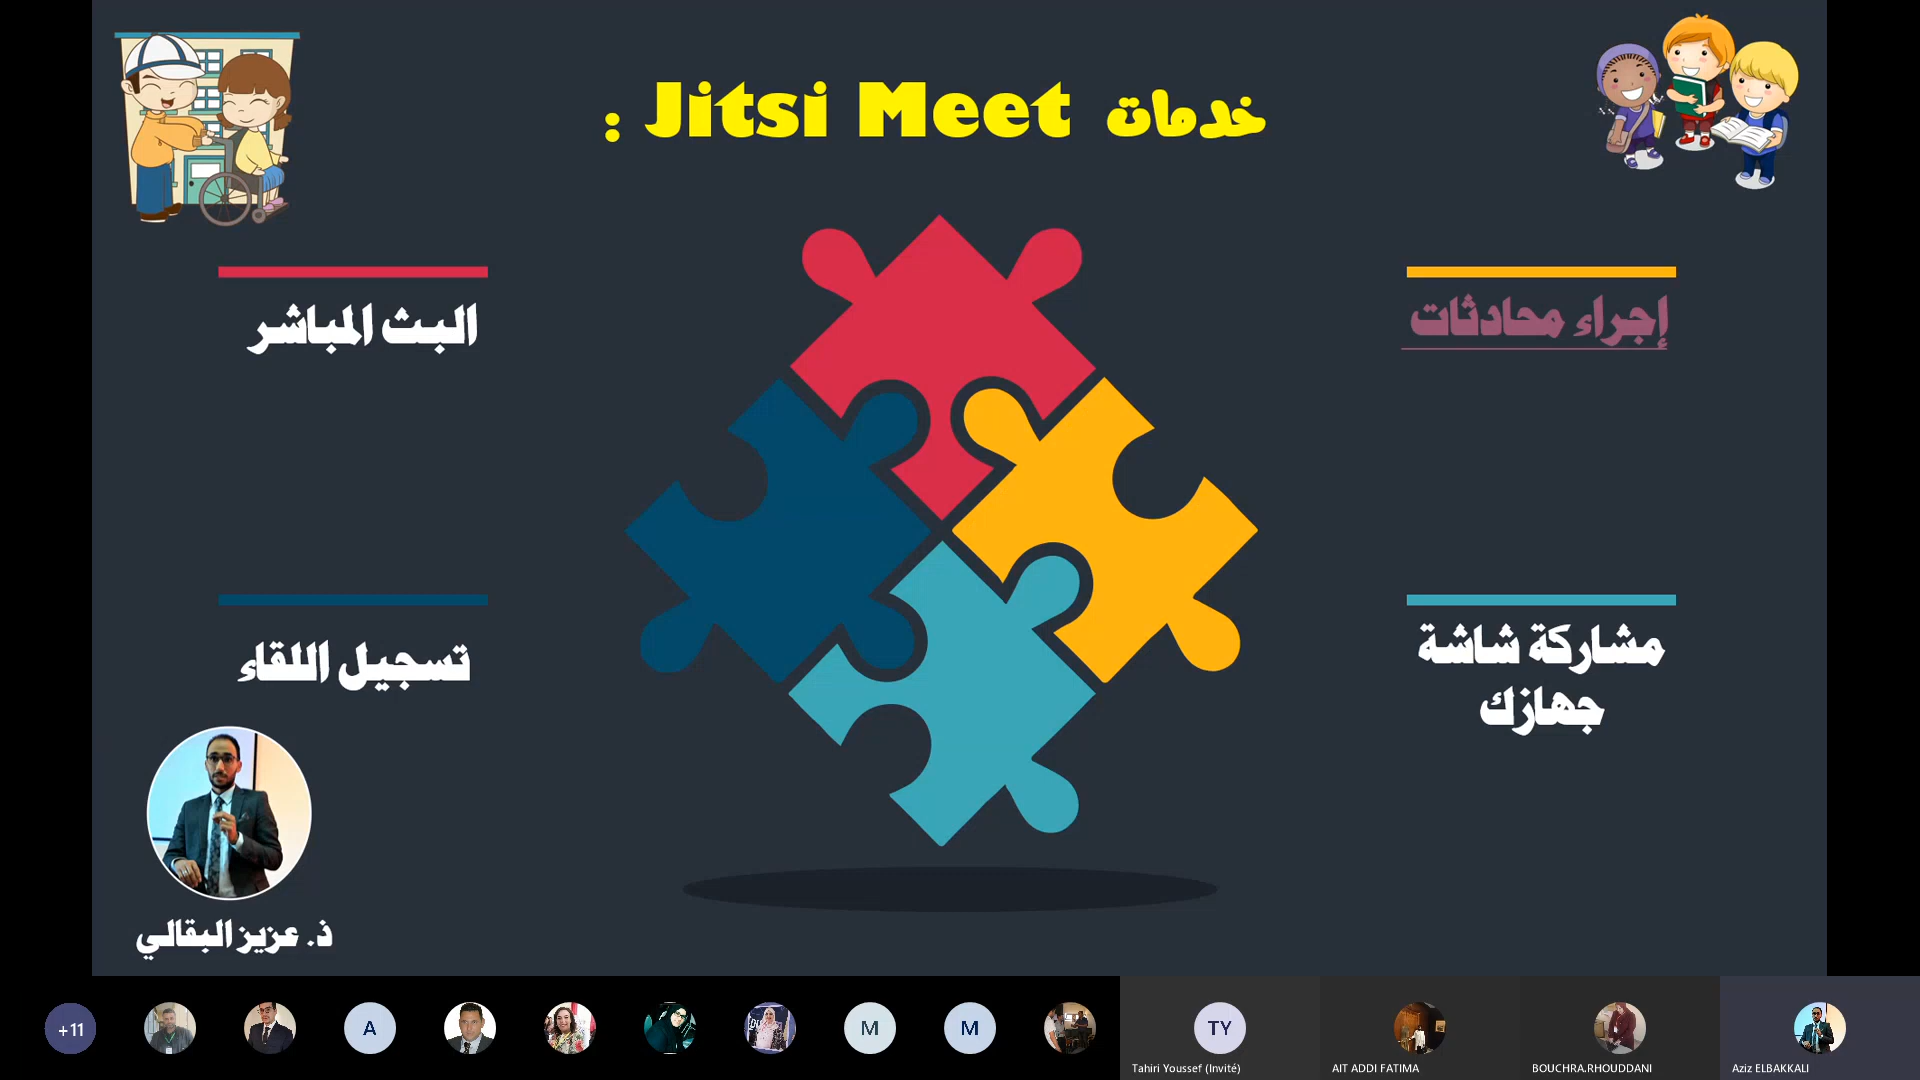 خدمات Jitsi Meet :
إجراء محادثات
البث المباشر
مشاركة شاشة
جهازك
تسجيل اللقاء
ذ. عزيز البقالي
+11
A
M
M
TY
Tahiri Youssef (Invité)
AIT ADDI FATIMA
BOUCHRA.RHOUDDANI
Aziz ELBAKKALI